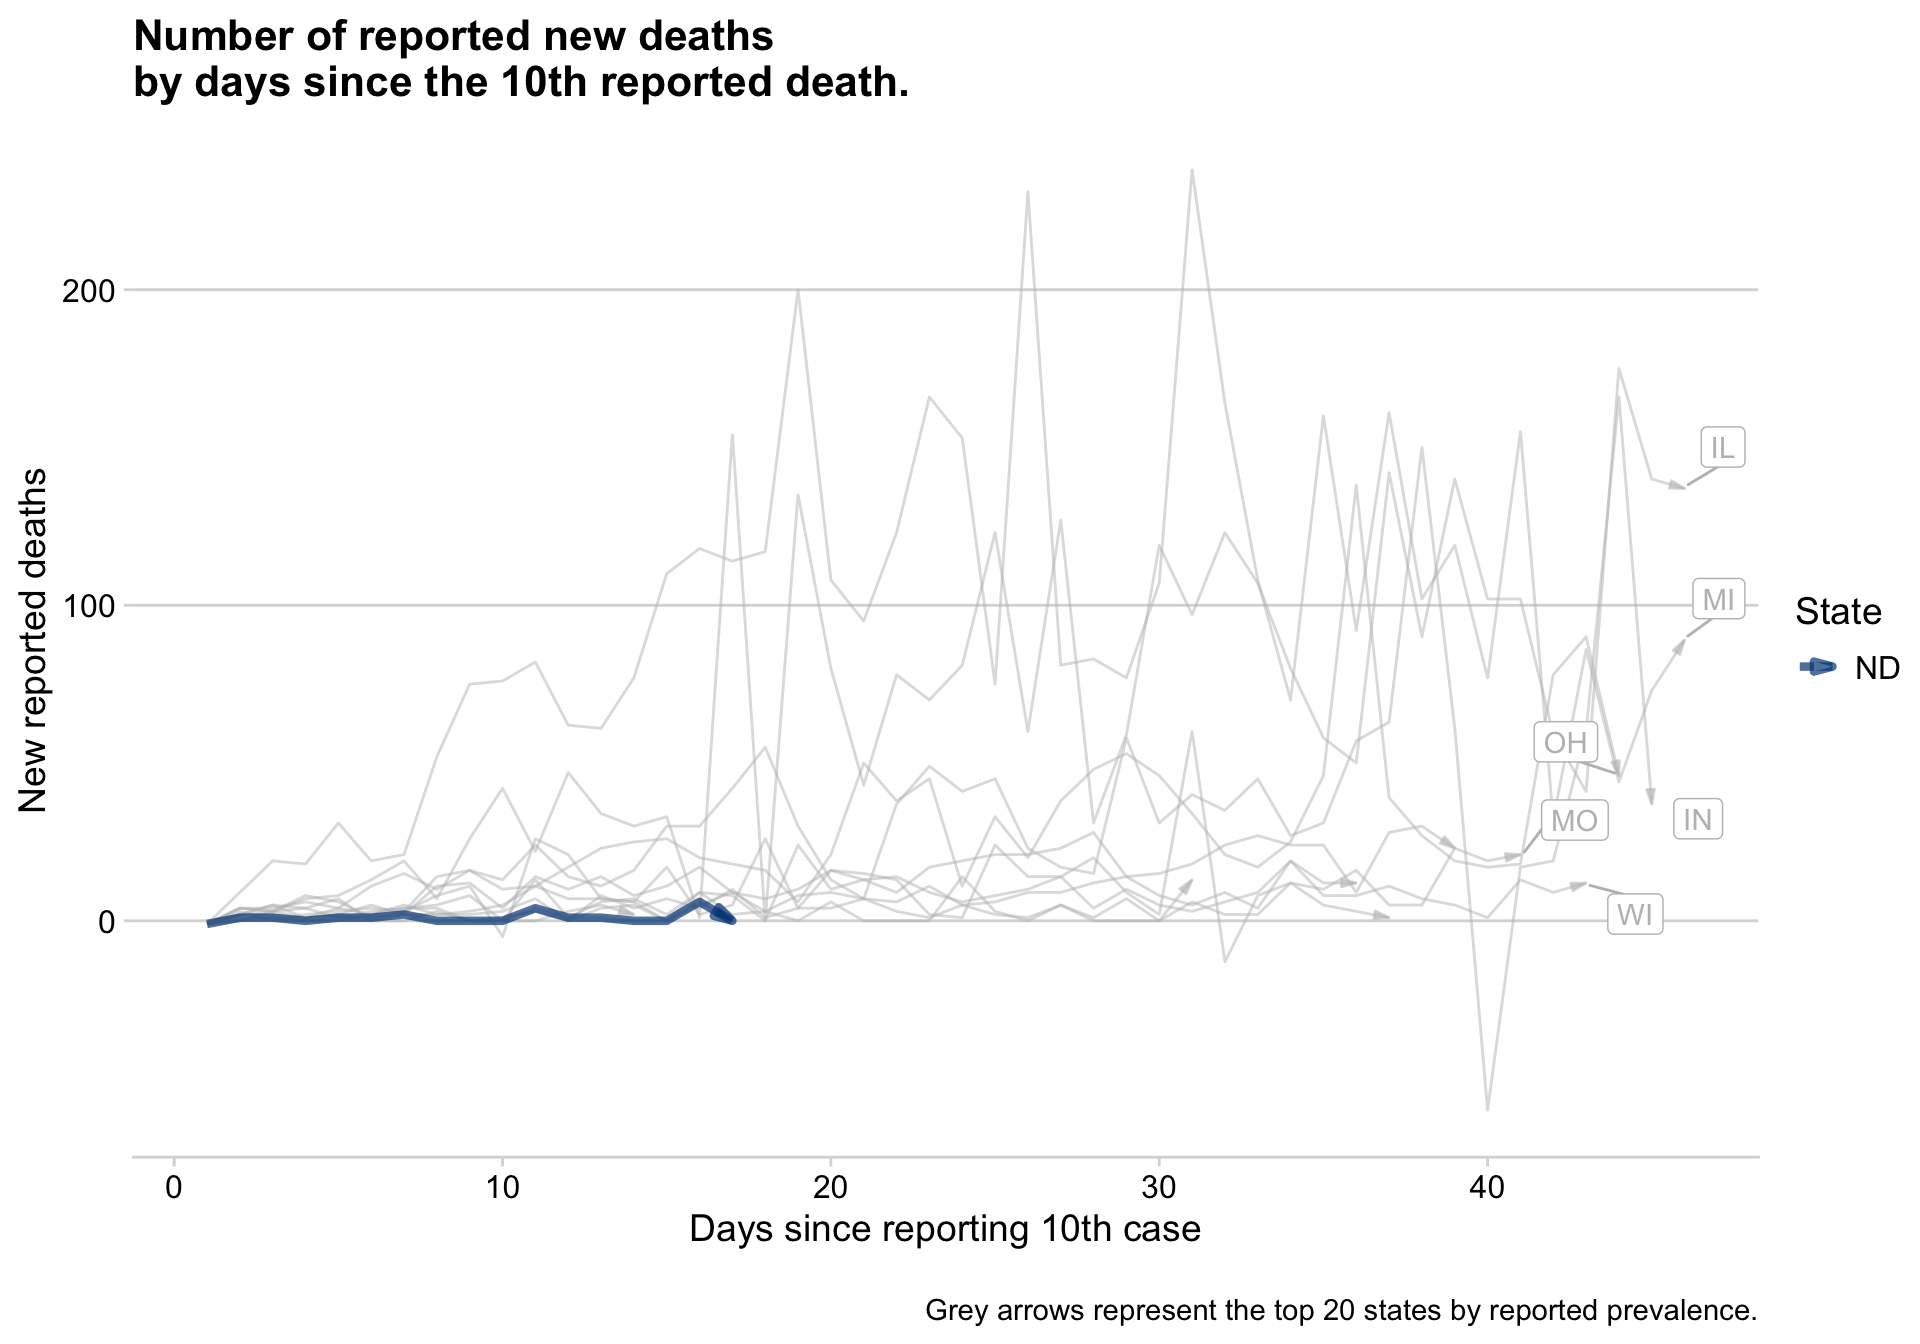 Number of reported new deaths
by days since the 10th reported death.
New reported deaths
200
100
0
IL
MI
OH
MO
IN
WI
State
ND
0 10 20 30 40
Days since reporting 10th case
Grey arrows represent the top 20 states by reported prevalence.